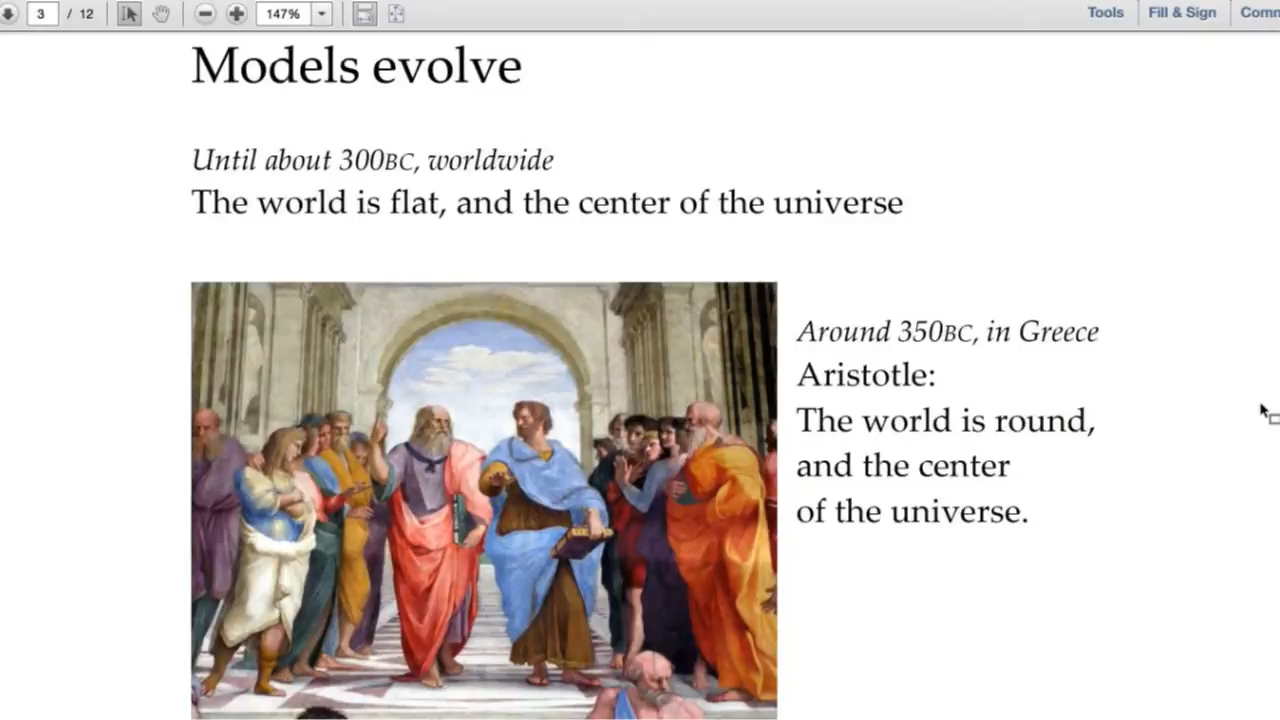 3 / 12 147% Tools Fill & Sign
Models evolve
Until about 300BC, worldwide
The world is flat, and the center of the universe
Around 350BC, in Greece
Aristotle:
The world is round,
and the center
of the universe.